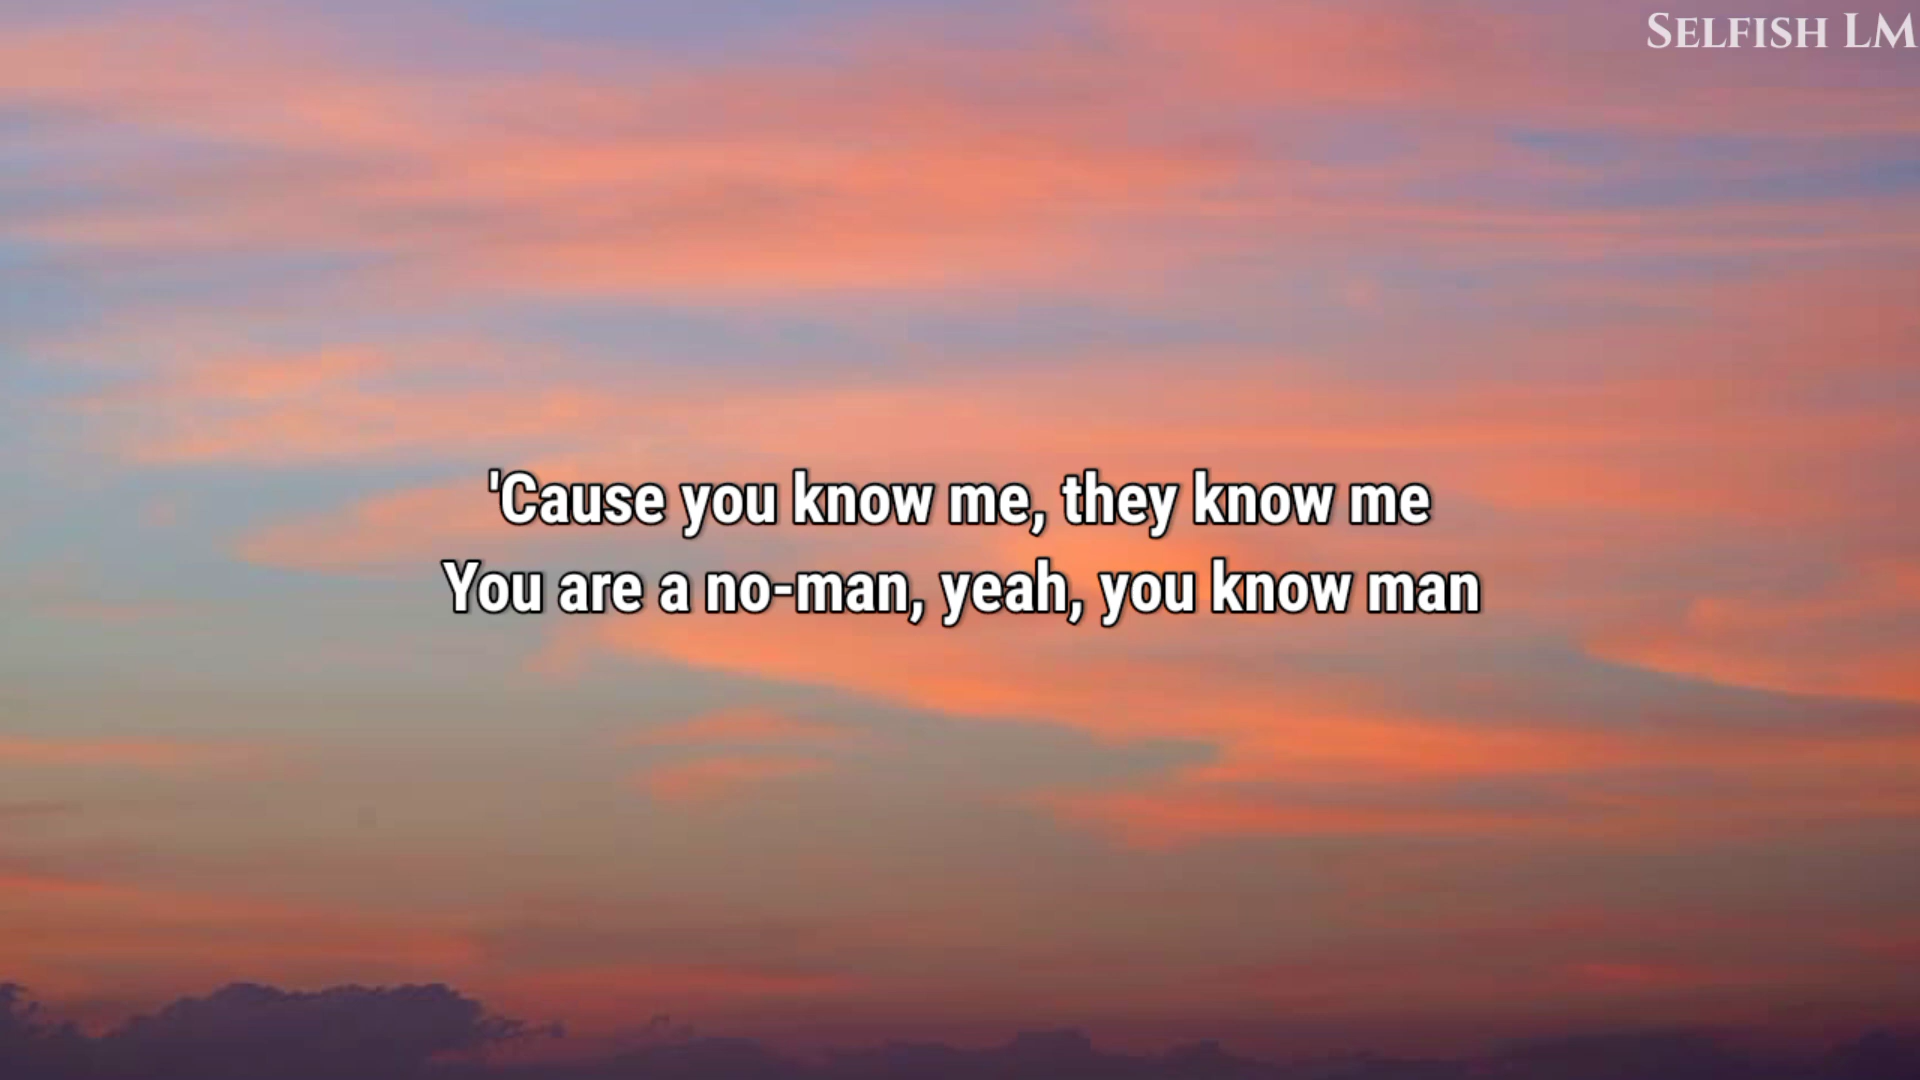 SELFISH LM
'Cause you know me, they know me
You are a no-man, yeah, you know man